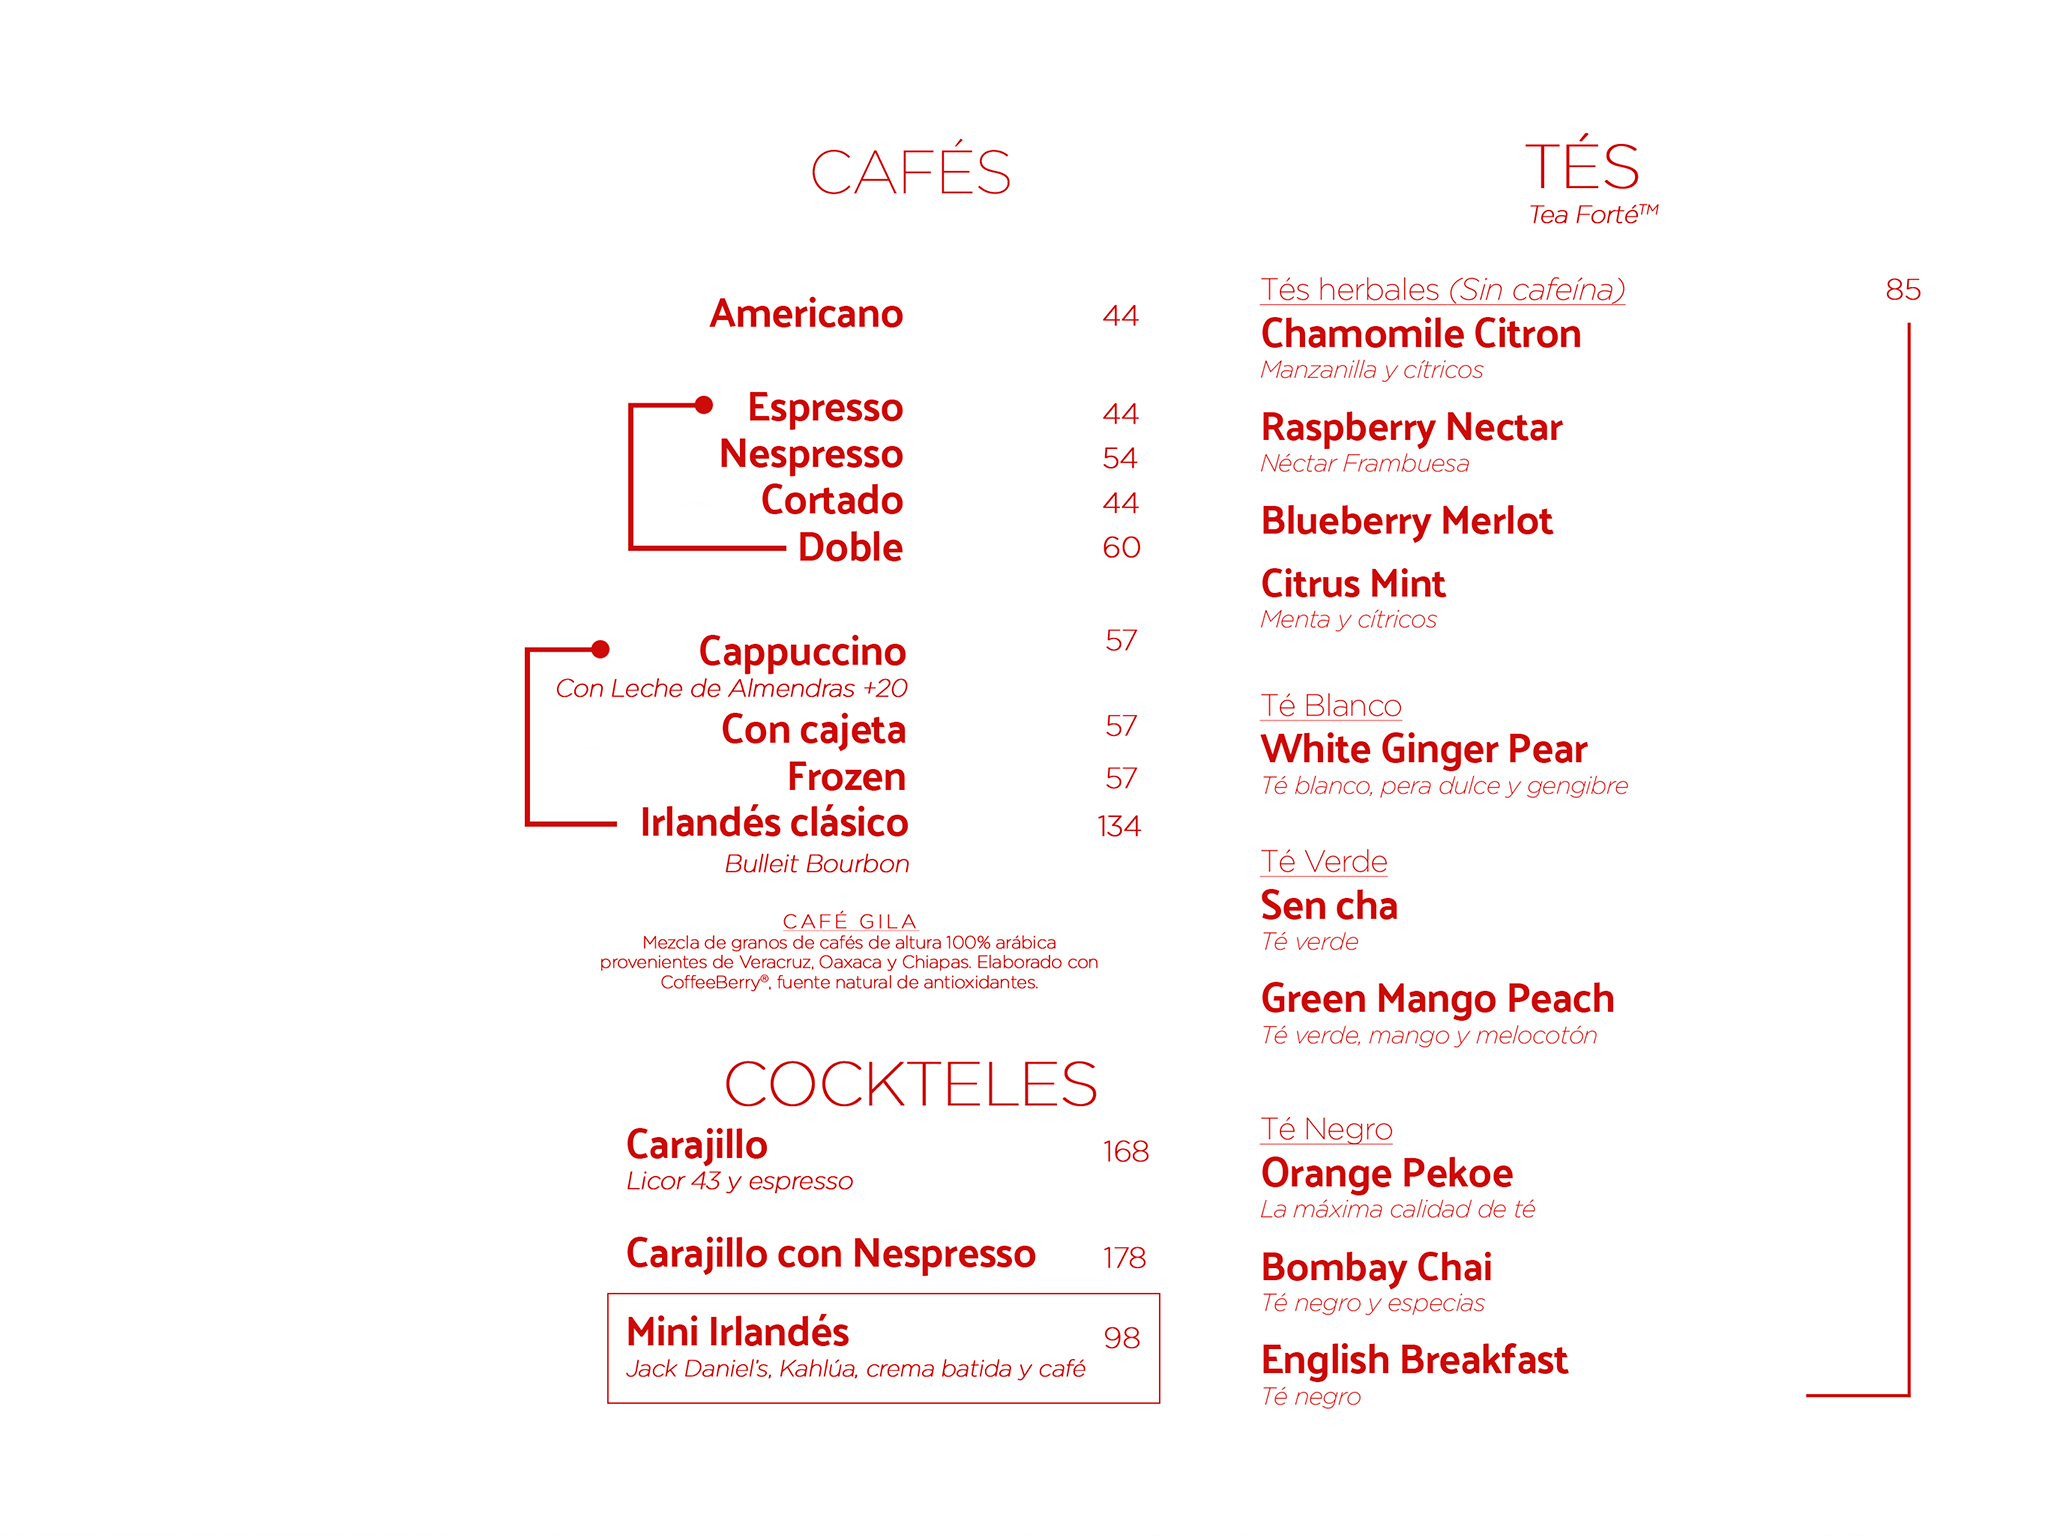 CAFÉS
Americano 44
Espresso 44
Nespresso 54
Cortado 44
Doble 60
Cappuccino 57
Con Leche de Almendras +20
Con cajeta 57
Frozen 57
Irlandés clásico 134
Bulleit Bourbon
CAFÉ GILA
Mezcla de granos de cafés de altura 100% arábica
provenientes de Veracruz, Oaxaca y Chiapas. Elaborado con
CoffeeBerry®, fuente natural de antioxidantes.
COCKTELES
Carajillo 168
Licor 43 y espresso
Carajillo con Nespresso 178
Mini Irlandés 98
Jack Daniel's, Kahlúa, crema batida y café
TÉS
Tea Forté™
Tés herbales (Sin cafeína) 85
Chamomile Citron
Manzanilla y cítricos
Raspberry Nectar
Néctar Frambuesa
Blueberry Merlot
Citrus Mint
Menta y cítricos
Té Blanco
White Ginger Pear
Té blanco, pera dulce y gengibre
Té Verde
Sen cha
Té verde
Green Mango Peach
Té verde, mango y melocotón
Té Negro
Orange Pekoe
La máxima calidad de té
Bombay Chai
Té negro y especias
English Breakfast
Té negro